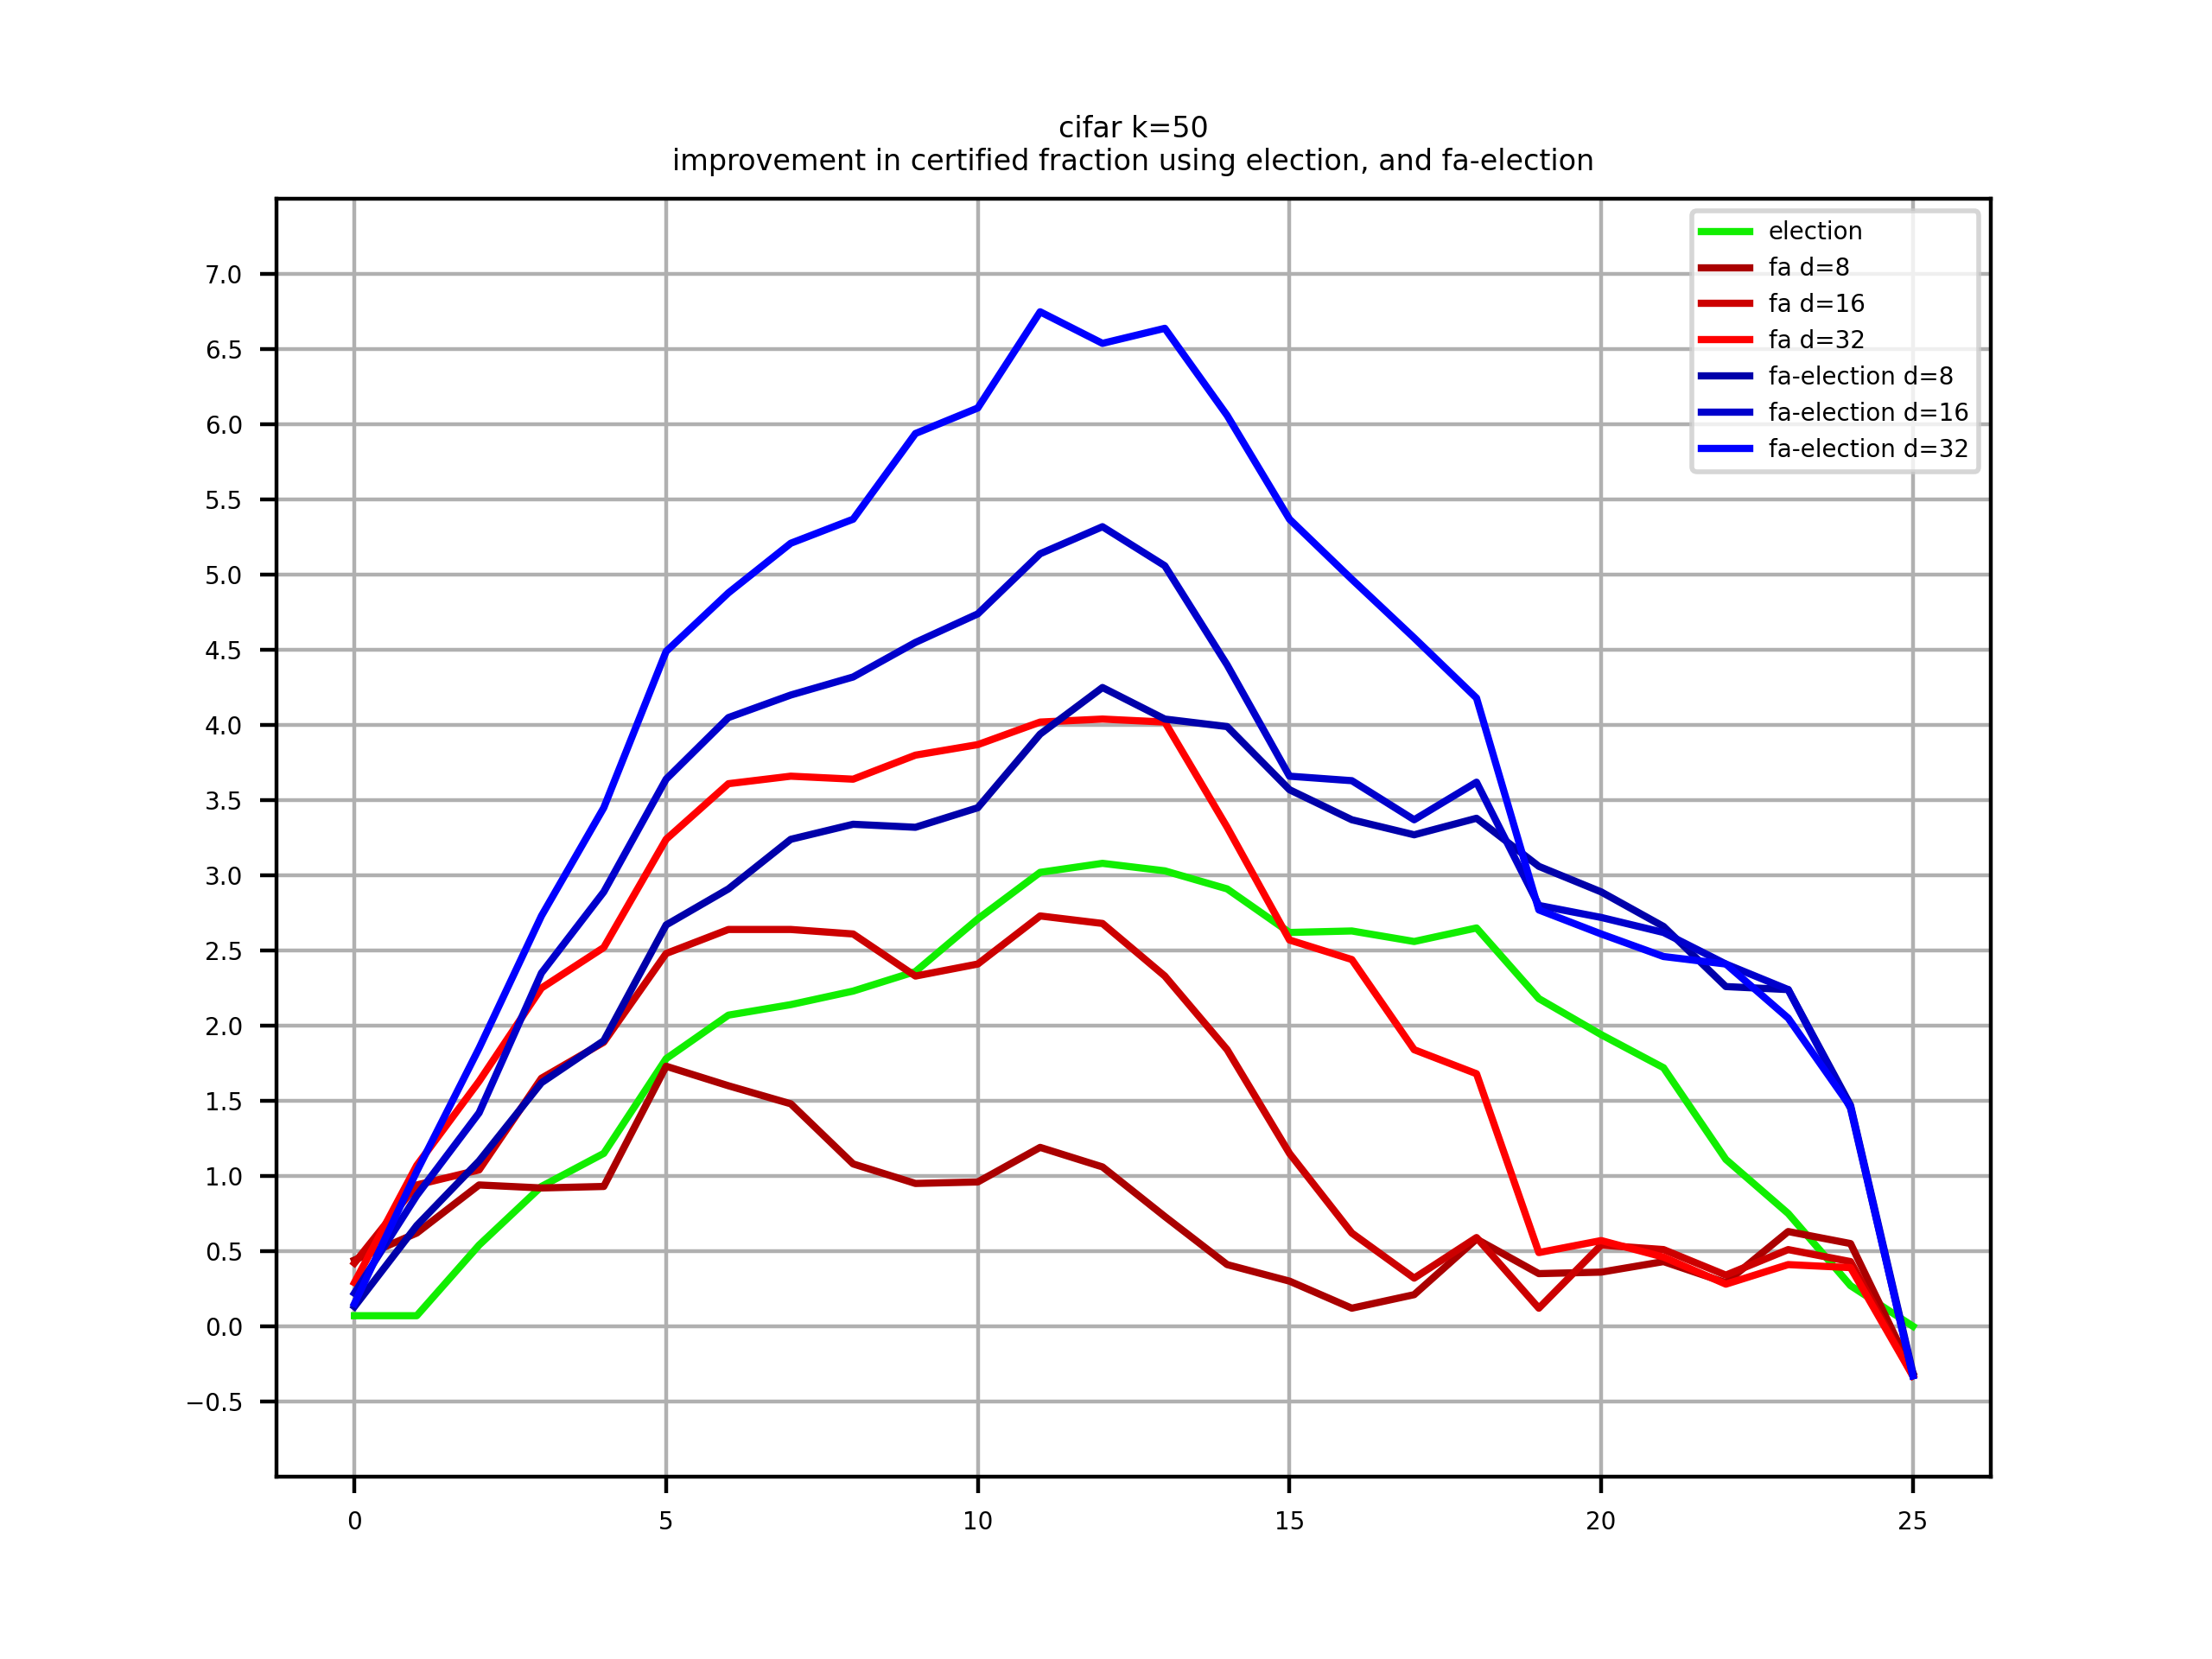 cifar k=50
improvement in certified fraction using election, and fa-election
election
fa d=8
fa d=16
fa d=32
fa-election d=8
fa-election d=16
fa-election d=32
7.0
6.5
6.0
5.5
5.0
4.5
4.0
3.5
3.0
2.5
2.0
1.5
1.0
0.5
0.0
−0.5
0 5 10 15 20 25